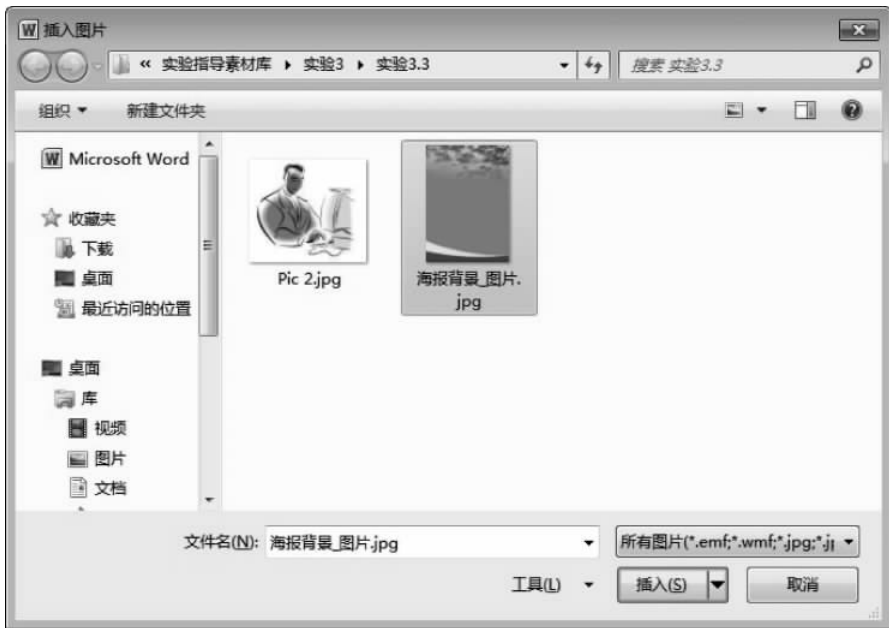 插入图片
« 实验指导素材库 ▸ 实验3 ▸ 实验3.3
搜索 实验3.3
组织 新建文件夹
Microsoft Word
收藏夹
下载
桌面
最近访问的位置
桌面
库
视频
图片
文档
Pic 2.jpg
海报背景_图片.
jpg
文件名(N): 海报背景_图片.jpg
所有图片(*.emf;*.wmf;*.jpg;*.j
工具(L) 插入(S) 取消